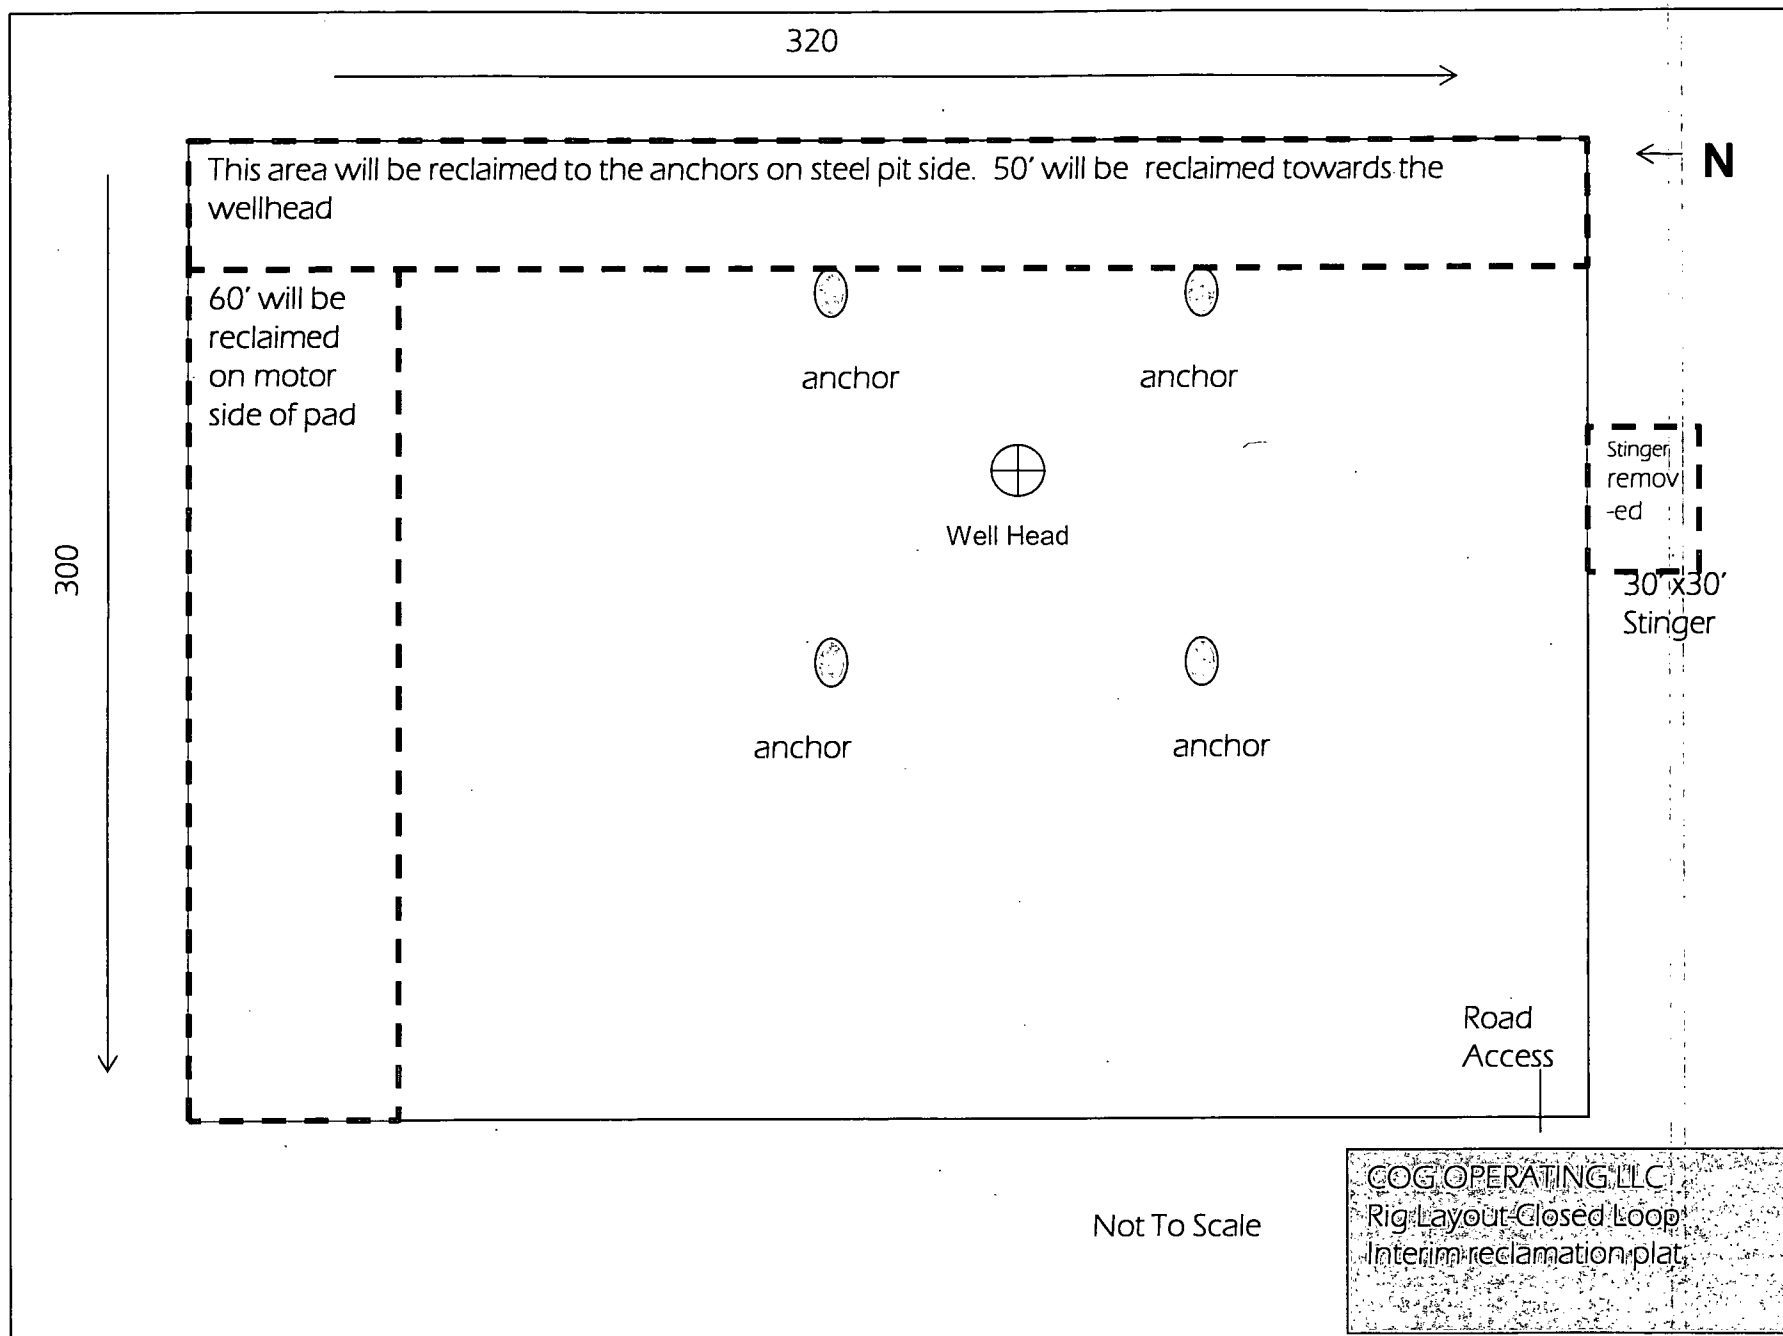 320
N
This area will be reclaimed to the anchors on steel pit side. 50' will be reclaimed towards the
wellhead
60' will be
reclaimed
on motor
side of pad
anchor
anchor
Stinger
remov
-ed
Well Head
300
30'x30'
Stinger
anchor
anchor
Road
Access
Not To Scale
COG OPERATING LLC
Rig Layout-Closed Loop
Interim reclamation plat